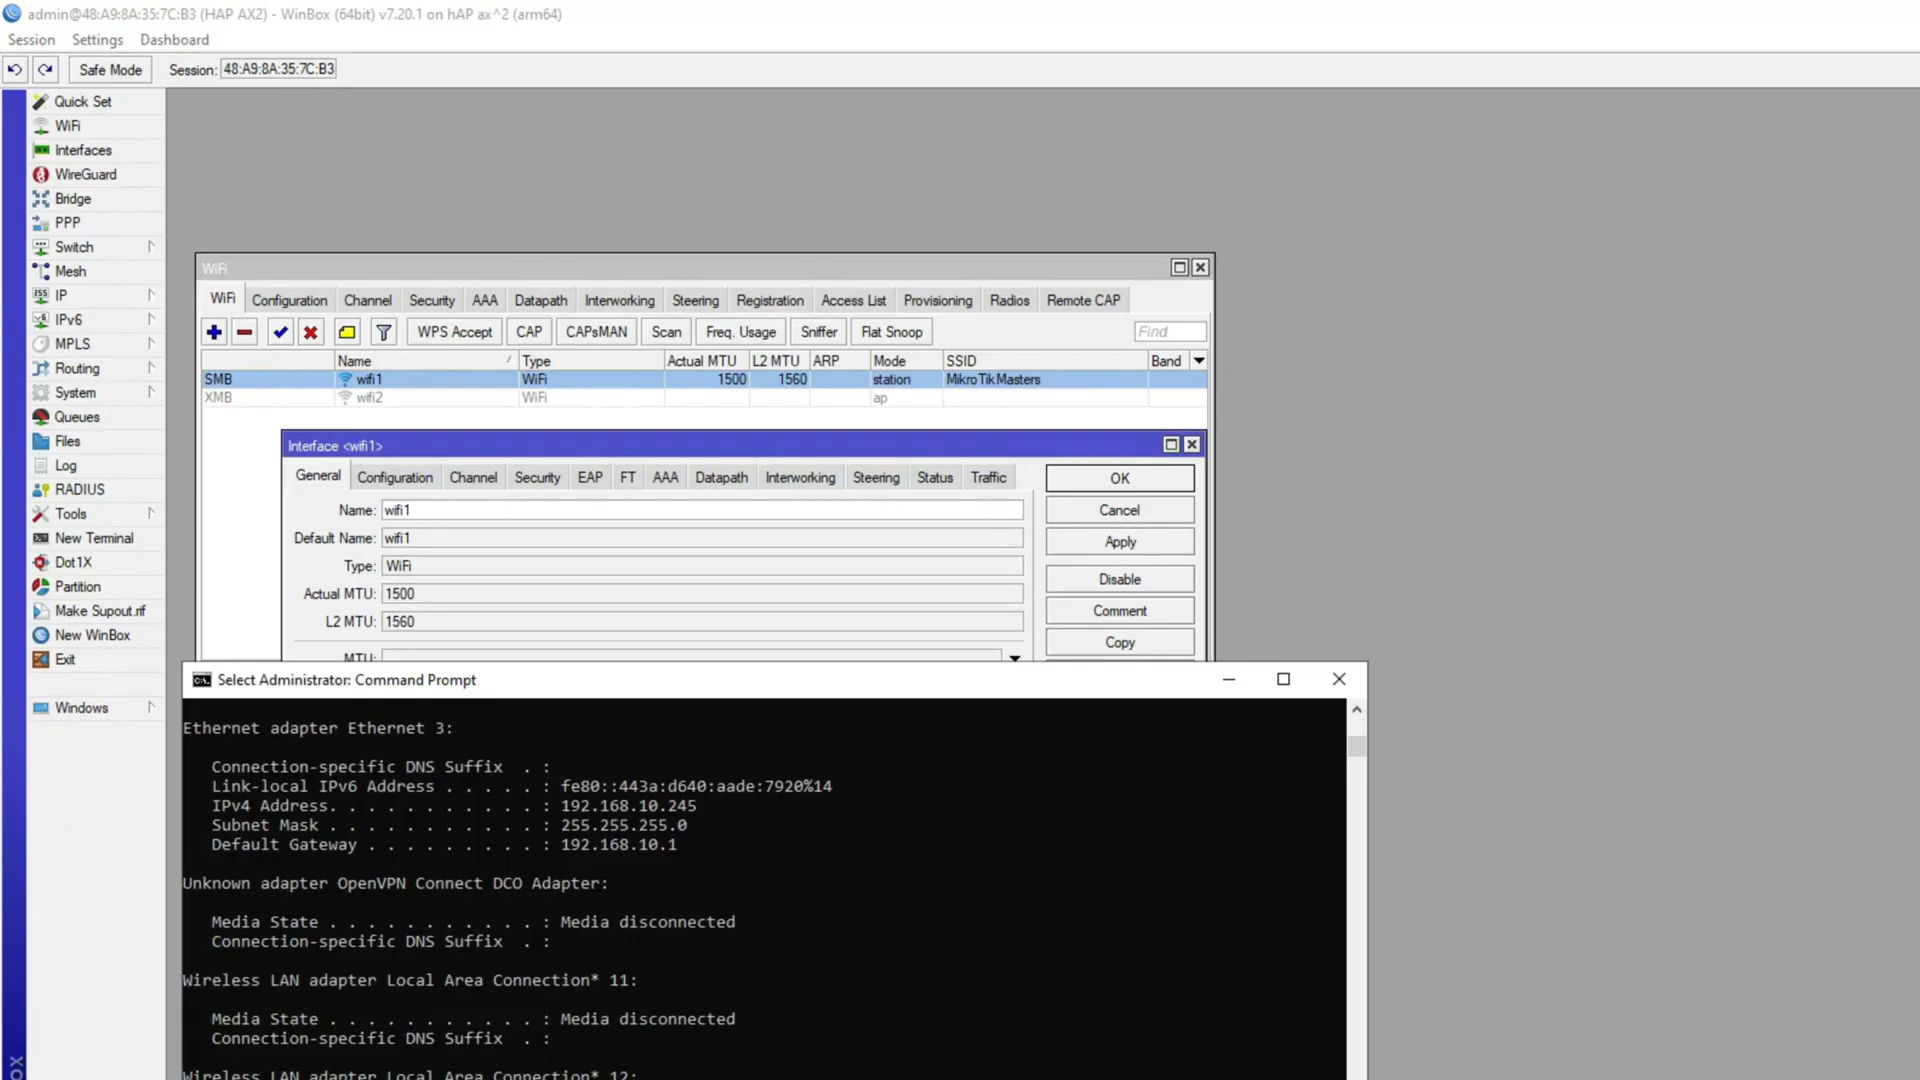 admin@48:A9:8A:35:7C:B3 (HAP AX2) - WinBox (64bit) v7.20.1 on hAP ax^2 (arm64)
Session Settings Dashboard
Safe Mode Session: 48:A9:8A:35:7C:B3
Quick Set
WiFi
Interfaces
WireGuard
Bridge
PPP
Switch
Mesh
IP
IPv6
MPLS
Routing
System
Queues
Files
Log
RADIUS
Tools
New Terminal
Dot1X
Partition
Make Supout.rif
New WinBox
Exit
Windows
WiFi
WiFi Configuration Channel Security AAA Datapath Interworking Steering Registration Access List Provisioning Radios Remote CAP
WPS Accept CAP CAPsMAN Scan Freq. Usage Sniffer Flat Snoop Find
Name Type Actual MTU L2 MTU ARP Mode SSID Band
SMB wifi1 WiFi 1500 1560 station MikroTikMasters
XMB wifi2 WiFi ap
Interface <wifi1>
General Configuration Channel Security EAP FT AAA Datapath Interworking Steering Status Traffic
Name: wifi1
Default Name: wifi1
Type: WiFi
Actual MTU: 1500
L2 MTU: 1560
MTU:
OK
Cancel
Apply
Disable
Comment
Copy
Select Administrator: Command Prompt
Ethernet adapter Ethernet 3:
Connection-specific DNS Suffix . :
Link-local IPv6 Address . . . . . : fe80::443a:d640:aade:7920%14
IPv4 Address. . . . . . . . . . . : 192.168.10.245
Subnet Mask . . . . . . . . . . . : 255.255.255.0
Default Gateway . . . . . . . . . : 192.168.10.1
Unknown adapter OpenVPN Connect DCO Adapter:
Media State . . . . . . . . . . . : Media disconnected
Connection-specific DNS Suffix . :
Wireless LAN adapter Local Area Connection* 11:
Media State . . . . . . . . . . . : Media disconnected
Connection-specific DNS Suffix . :
Wireless LAN adapter Local Area Connection* 12: